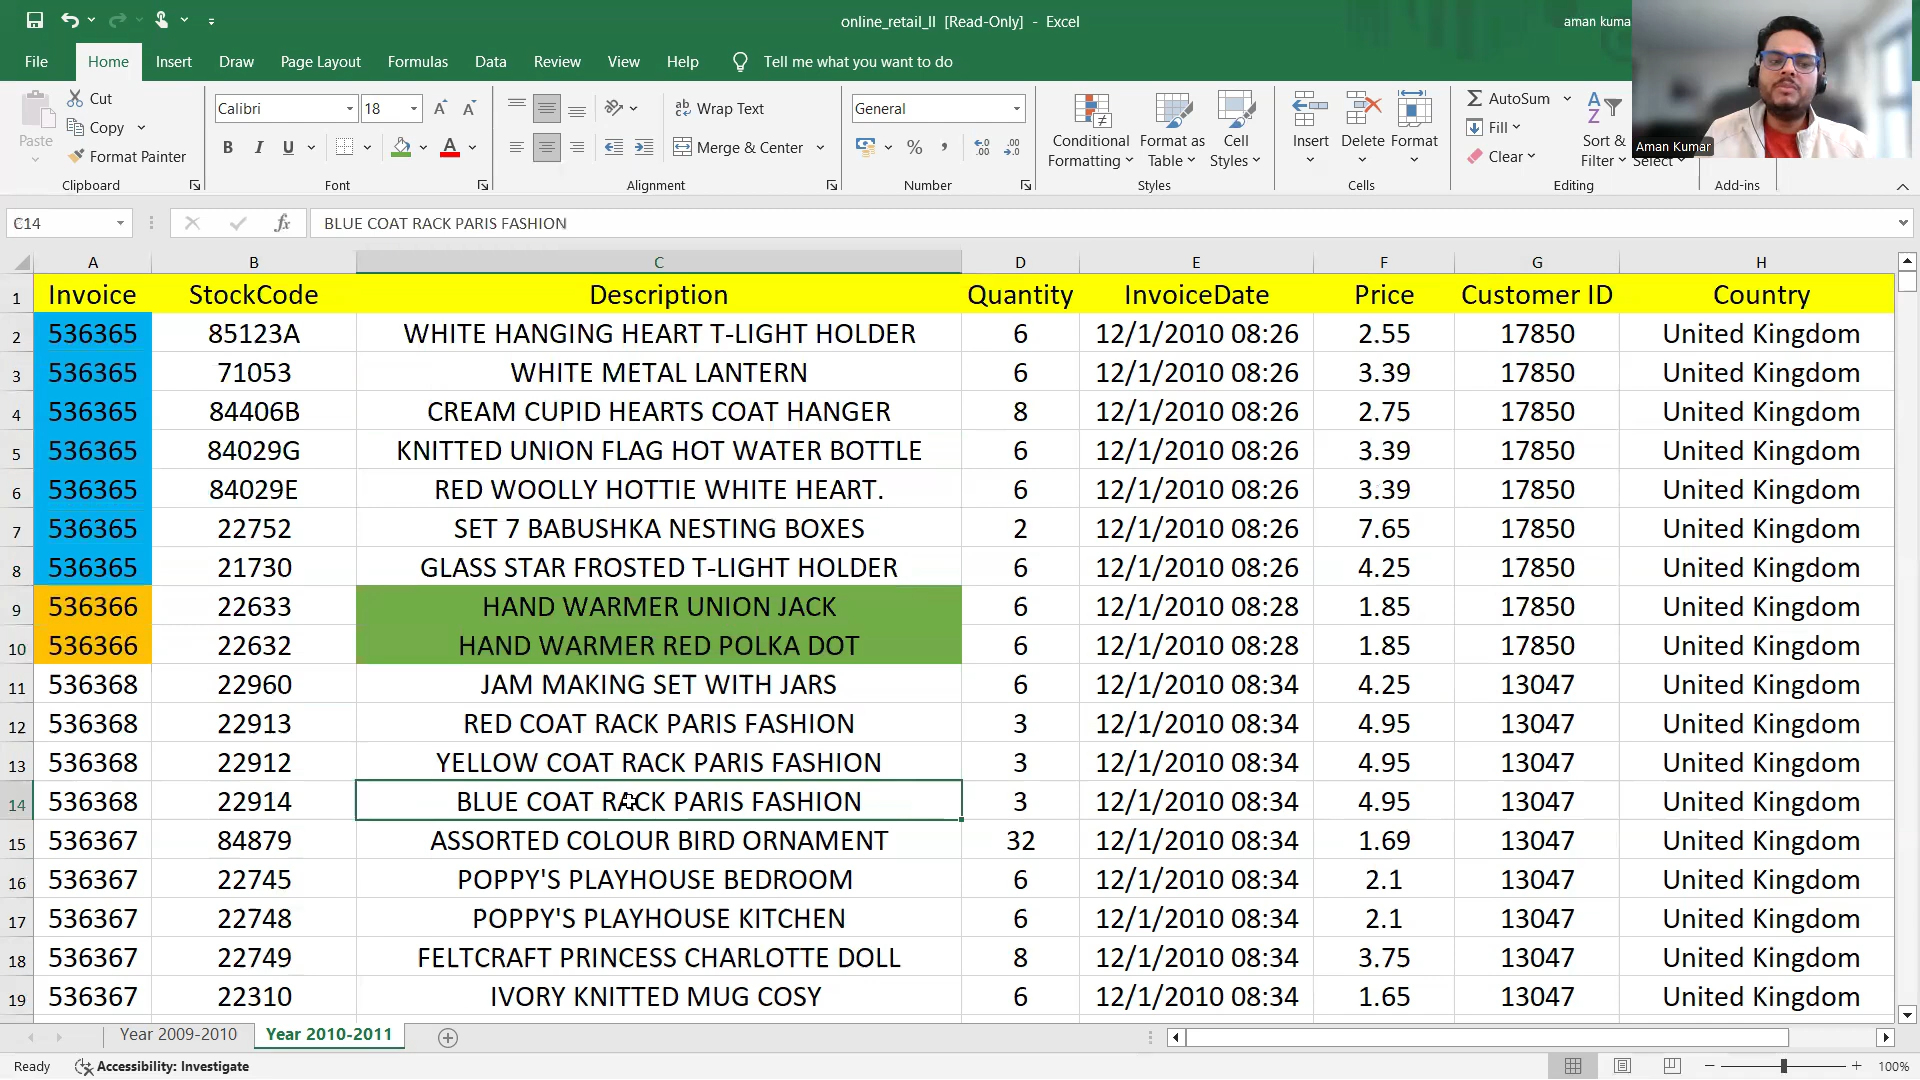 online_retail_II [Read-Only] - Excel
aman kuma
File Home Insert Draw Page Layout Formulas Data Review View Help Tell me what you want to do
Paste
Cut
Copy
Format Painter
Clipboard
Calibri 18
B I U
Font
Wrap Text
Merge & Center
Alignment
General
Number
Conditional Formatting
Format as Table
Cell Styles
Styles
Insert Delete Format
Cells
AutoSum
Fill
Clear
Sort & Filter
Select
Editing
Add-ins
Aman Kumar
C14 fx BLUE COAT RACK PARIS FASHION
A B C D E F G H
1 Invoice StockCode Description Quantity InvoiceDate Price Customer ID Country
2 536365 85123A WHITE HANGING HEART T-LIGHT HOLDER 6 12/1/2010 08:26 2.55 17850 United Kingdom
3 536365 71053 WHITE METAL LANTERN 6 12/1/2010 08:26 3.39 17850 United Kingdom
4 536365 84406B CREAM CUPID HEARTS COAT HANGER 8 12/1/2010 08:26 2.75 17850 United Kingdom
5 536365 84029G KNITTED UNION FLAG HOT WATER BOTTLE 6 12/1/2010 08:26 3.39 17850 United Kingdom
6 536365 84029E RED WOOLLY HOTTIE WHITE HEART. 6 12/1/2010 08:26 3.39 17850 United Kingdom
7 536365 22752 SET 7 BABUSHKA NESTING BOXES 2 12/1/2010 08:26 7.65 17850 United Kingdom
8 536365 21730 GLASS STAR FROSTED T-LIGHT HOLDER 6 12/1/2010 08:26 4.25 17850 United Kingdom
9 536366 22633 HAND WARMER UNION JACK 6 12/1/2010 08:28 1.85 17850 United Kingdom
10 536366 22632 HAND WARMER RED POLKA DOT 6 12/1/2010 08:28 1.85 17850 United Kingdom
11 536368 22960 JAM MAKING SET WITH JARS 6 12/1/2010 08:34 4.25 13047 United Kingdom
12 536368 22913 RED COAT RACK PARIS FASHION 3 12/1/2010 08:34 4.95 13047 United Kingdom
13 536368 22912 YELLOW COAT RACK PARIS FASHION 3 12/1/2010 08:34 4.95 13047 United Kingdom
14 536368 22914 BLUE COAT RACK PARIS FASHION 3 12/1/2010 08:34 4.95 13047 United Kingdom
15 536367 84879 ASSORTED COLOUR BIRD ORNAMENT 32 12/1/2010 08:34 1.69 13047 United Kingdom
16 536367 22745 POPPY'S PLAYHOUSE BEDROOM 6 12/1/2010 08:34 2.1 13047 United Kingdom
17 536367 22748 POPPY'S PLAYHOUSE KITCHEN 6 12/1/2010 08:34 2.1 13047 United Kingdom
18 536367 22749 FELTCRAFT PRINCESS CHARLOTTE DOLL 8 12/1/2010 08:34 3.75 13047 United Kingdom
19 536367 22310 IVORY KNITTED MUG COSY 6 12/1/2010 08:34 1.65 13047 United Kingdom
Year 2009-2010 Year 2010-2011
Ready Accessibility: Investigate 100%